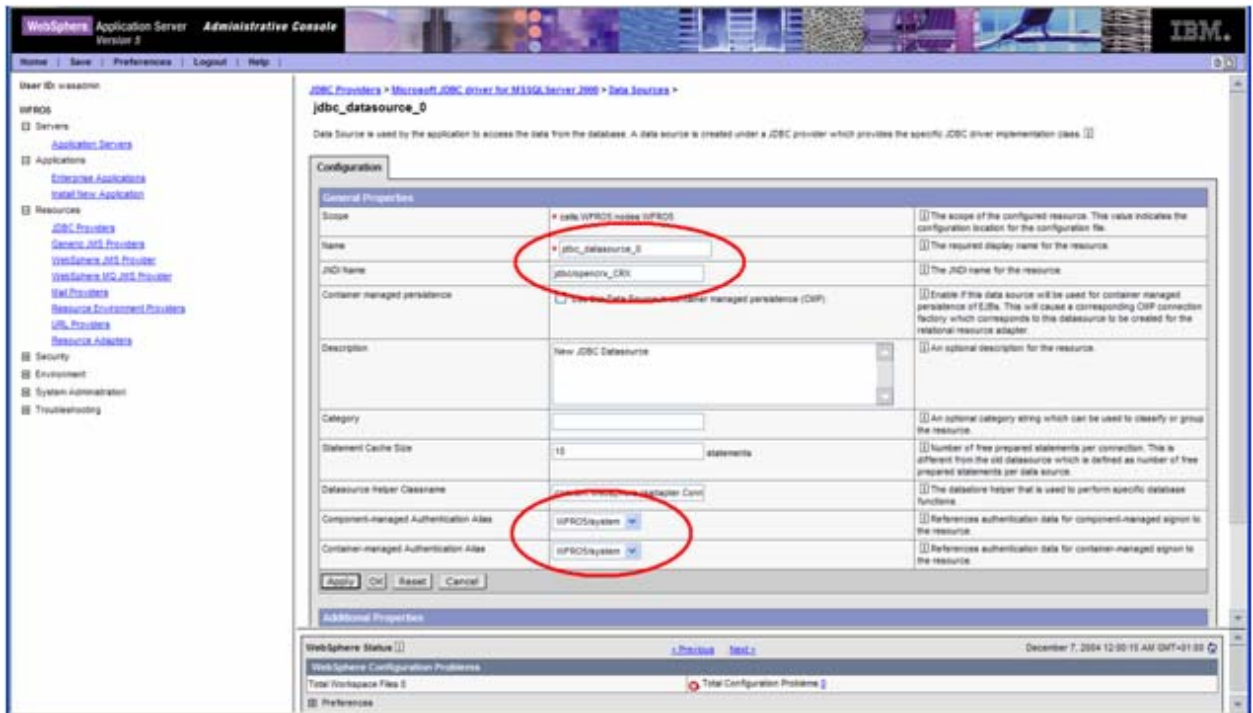 WebSphere Application Server Administrative Console
Version 5
IBM.
Home | Save | Preferences | Logout | Help |
User ID: wasadmin
WFROS
Servers
Application Servers
Applications
Enterprise Applications
Install New Application
Resources
JDBC Providers
Generic JMS Providers
WebSphere JMS Provider
WebSphere MQ JMS Provider
Mail Providers
Resource Environment Providers
URL Providers
Resource Adapters
Security
Environment
System Administration
Troubleshooting
JDBC Providers > Microsoft JDBC driver for MSSQLServer 2000 > Data Sources >
jdbc_datasource_0
Data Source is used by the application to access the data from the database. A data source is created under a JDBC provider which provides the specific JDBC driver implementation class. i
Configuration
General Properties
Scope * cells:WFROS:nodes:WFROS i The scope of the configured resource. This value indicates the
configuration location for the configuration file.
Name * jdbc_datasource_0 i The required display name for the resource.
JNDI Name jdbc/opencrx_CRX i The JNDI name for the resource.
Container managed persistence Use this Data Source in container managed persistence (CMP) i Enable if this data source will be used for container managed
persistence of EJBs. This will cause a corresponding CMP connection
factory which corresponds to this datasource to be created for the
relational resource adapter.
Description New JDBC Datasource i An optional description for the resource.
Category i An optional category string which can be used to classify or group
the resource.
Statement Cache Size 10 statements i Number of free prepared statements per connection. This is
different from the old datasource which is defined as number of free
prepared statements per data source.
Datasource Helper Classname i The datastore helper that is used to perform specific database
functions.
Component-managed Authentication Alias WFROS/system i References authentication data for component-managed signon to
the resource.
Container-managed Authentication Alias WFROS/system i References authentication data for container-managed signon to
the resource.
Apply OK Reset Cancel
Additional Properties
WebSphere Status i < Previous Next > December 7, 2004 12:00:15 AM GMT+01:00
WebSphere Configuration Problems
Total Workspace Files 0 Total Configuration Problems 0
Preferences